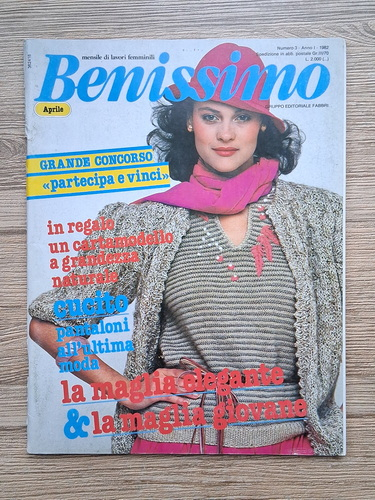 mensile di lavori femminili
Numero 3 - Anno I - 1982
Spedizione in abb. postale Gr.III/70
L. 2.000
Benissimo
Aprile
GRUPPO EDITORIALE FABBRI
GRANDE CONCORSO
«partecipa e vinci»
in regalo
un cartamodello
a grandezza
naturale
cucito
pantaloni
all'ultima
moda
la maglia elegante
& la maglia giovane